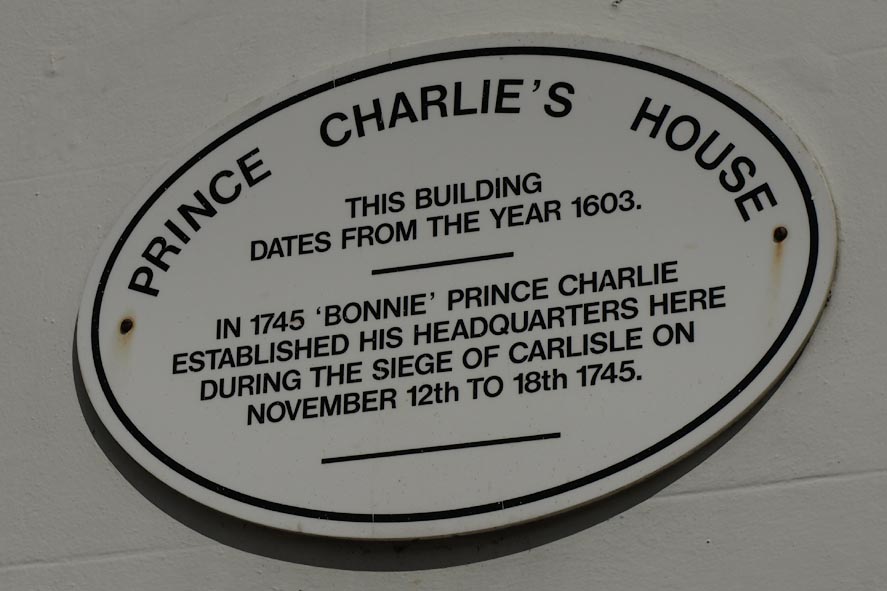 PRINCE CHARLIE'S HOUSE
THIS BUILDING
DATES FROM THE YEAR 1603.
IN 1745 'BONNIE' PRINCE CHARLIE
ESTABLISHED HIS HEADQUARTERS HERE
DURING THE SIEGE OF CARLISLE ON
NOVEMBER 12th TO 18th 1745.